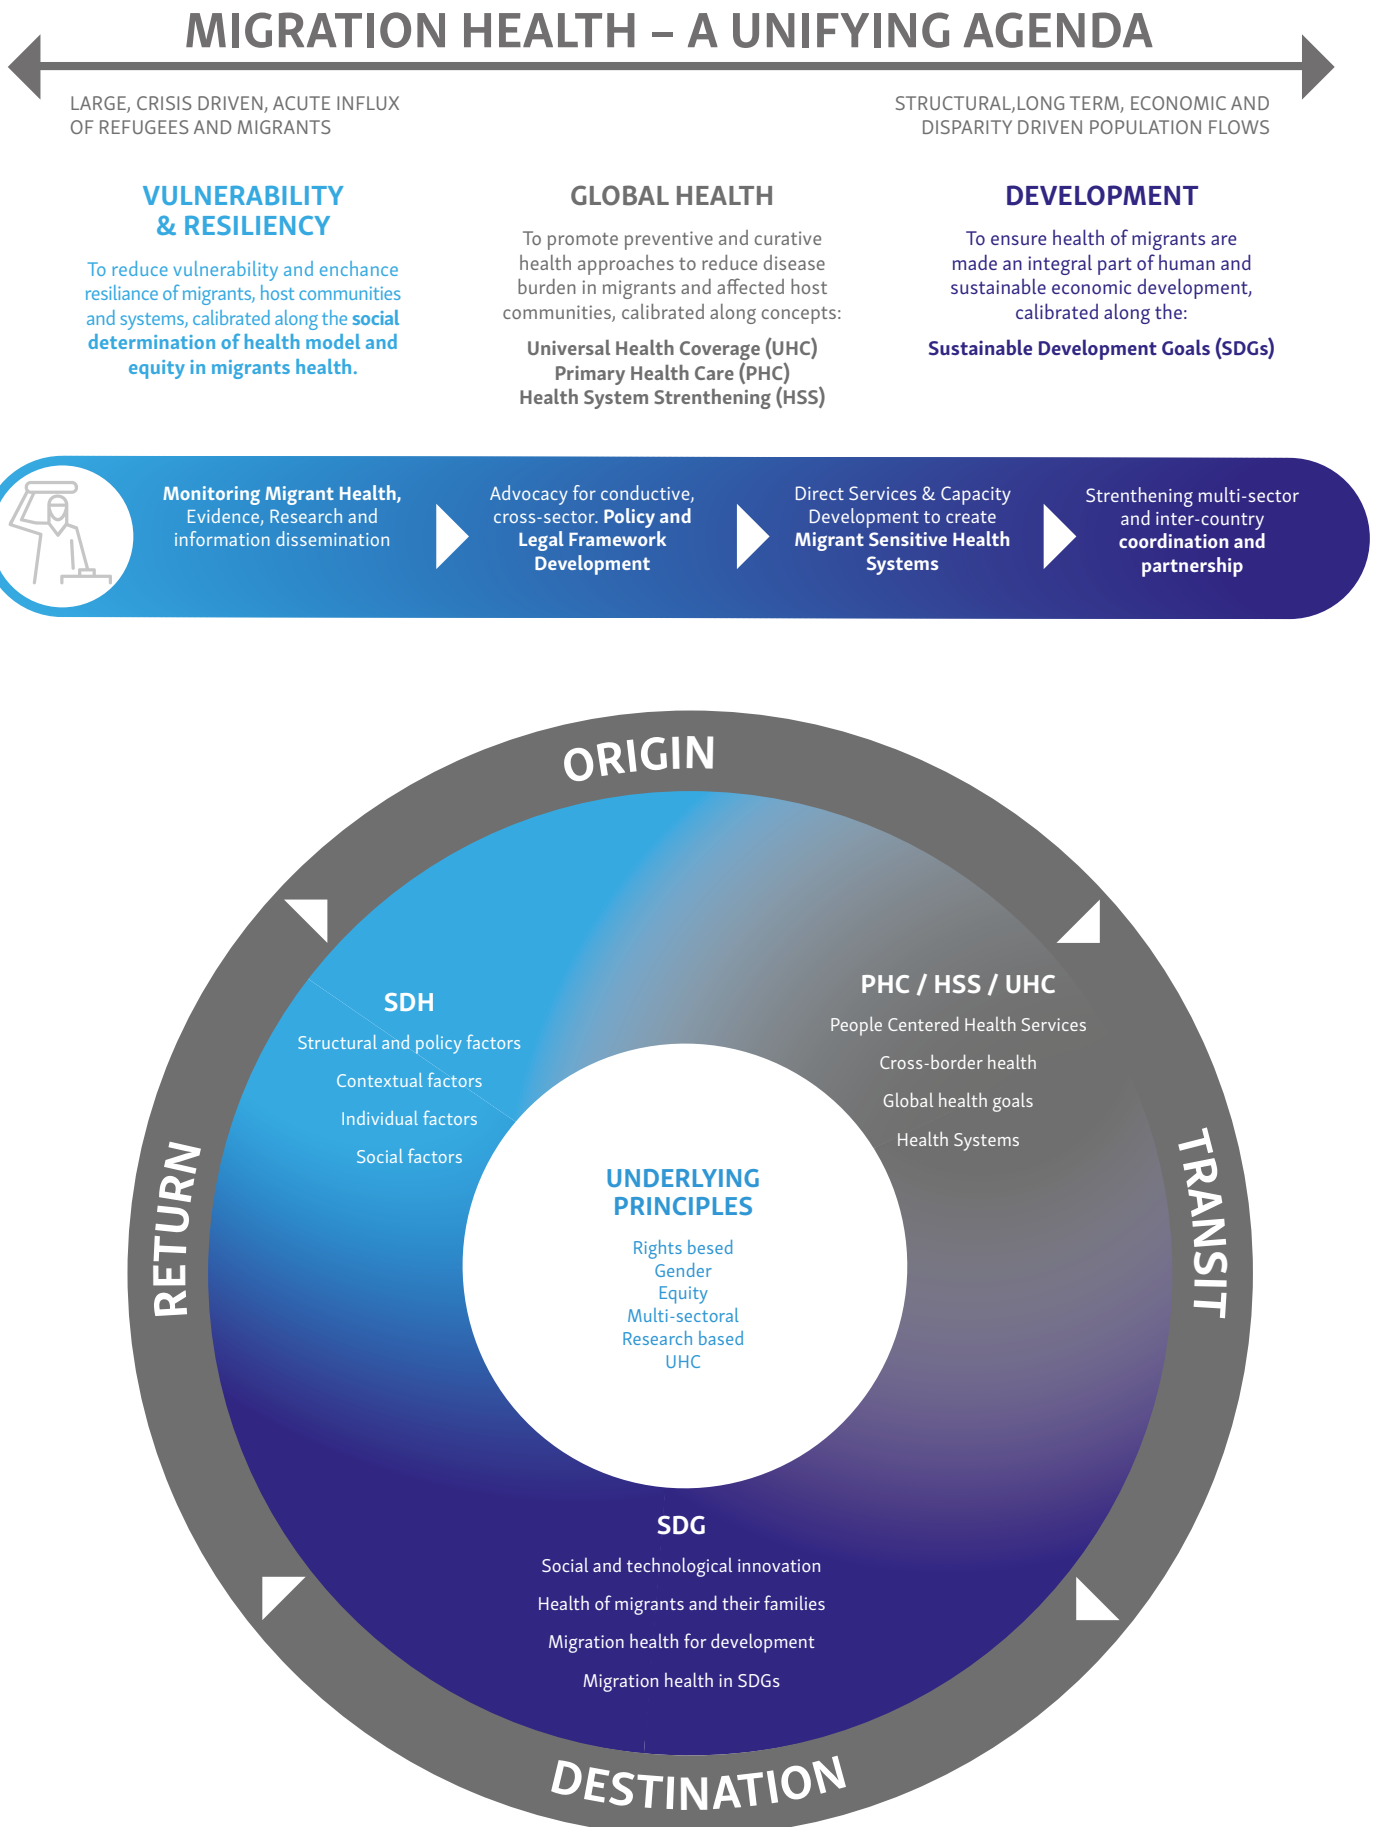 MIGRATION HEALTH – A UNIFYING AGENDA
LARGE, CRISIS DRIVEN, ACUTE INFLUX
OF REFUGEES AND MIGRANTS
STRUCTURAL,LONG TERM, ECONOMIC AND
DISPARITY DRIVEN POPULATION FLOWS
VULNERABILITY
& RESILIENCY
To reduce vulnerability and enchance
resiliance of migrants, host communities
and systems, calibrated along the social
determination of health model and
equity in migrants health.
GLOBAL HEALTH
To promote preventive and curative
health approaches to reduce disease
burden in migrants and affected host
communities, calibrated along concepts:
Universal Health Coverage (UHC)
Primary Health Care (PHC)
Health System Strenthening (HSS)
DEVELOPMENT
To ensure health of migrants are
made an integral part of human and
sustainable economic development,
calibrated along the:
Sustainable Development Goals (SDGs)
Monitoring Migrant Health,
Evidence, Research and
information dissemination
Advocacy for conductive,
cross-sector. Policy and
Legal Framework
Development
Direct Services & Capacity
Development to create
Migrant Sensitive Health
Systems
Strenthening multi-sector
and inter-country
coordination and
partnership
ORIGIN
SDH
Structural and policy factors
Contextual factors
Individual factors
Social factors
PHC / HSS / UHC
People Centered Health Services
Cross-border health
Global health goals
Health Systems
RETURN
TRANSIT
UNDERLYING
PRINCIPLES
Rights besed
Gender
Equity
Multi-sectoral
Research based
UHC
SDG
Social and technological innovation
Health of migrants and their families
Migration health for development
Migration health in SDGs
DESTINATION